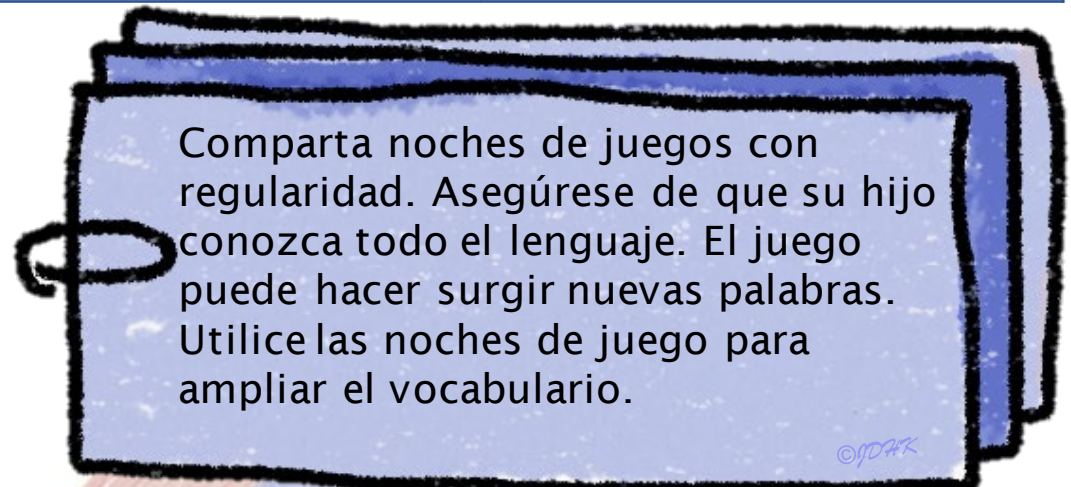 Comparta noches de juegos con
regularidad. Asegúrese de que su hijo
conozca todo el lenguaje. El juego
puede hacer surgir nuevas palabras.
Utilice las noches de juego para
ampliar el vocabulario.
©JDHK